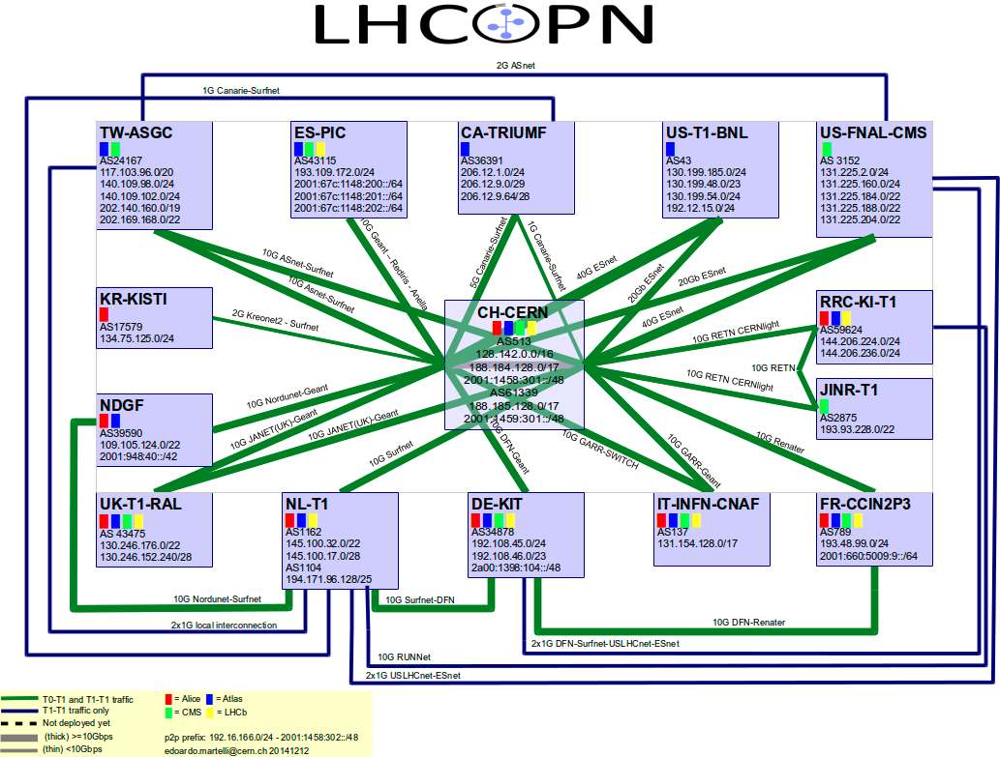 LHCOPN
2G ASnet
1G Canarie-Surfnet
TW-ASGC
AS24167
117.103.96.0/20
140.109.98.0/24
140.109.102.0/24
202.140.160.0/19
202.169.168.0/22
ES-PIC
AS43115
193.109.172.0/24
2001:67c:1148:200::/64
2001:67c:1148:201::/64
2001:67c:1148:202::/64
CA-TRIUMF
AS36391
206.12.1.0/24
206.12.9.0/29
206.12.9.64/28
US-T1-BNL
AS43
130.199.185.0/24
130.199.48.0/23
130.199.54.0/24
192.12.15.0/24
US-FNAL-CMS
AS 3152
131.225.2.0/24
131.225.160.0/24
131.225.184.0/22
131.225.188.0/22
131.225.204.0/22
10G ASnet-Surfnet
10G Asnet-Surfnet
10G Geant – RedIris - Anella
5G Canarie-Surfnet
1G Canarie-Surfnet
40G ESnet
20Gb ESnet
20Gb ESnet
40G ESnet
KR-KISTI
AS17579
134.75.125.0/24
2G Kreonet2 - Surfnet
CH-CERN
AS513
128.142.0.0/16
188.184.128.0/17
2001:1458:301::/48
AS61339
188.185.128.0/17
2001:1459:301::/48
RRC-KI-T1
AS59624
144.206.224.0/24
144.206.236.0/24
10G RETN CERNlight
10G RETN
10G RETN CERNlight
JINR-T1
AS2875
193.93.228.0/22
NDGF
AS39590
109.105.124.0/22
2001:948:40::/42
10G Nordunet-Geant
10G JANET(UK)-Geant
10G JANET(UK)-Geant
10G Surfnet
10G DFN-Geant
10G GARR-SWITCH
10G GARR-Geant
10G Renater
UK-T1-RAL
AS 43475
130.246.176.0/22
130.246.152.240/28
NL-T1
AS1162
145.100.32.0/22
145.100.17.0/28
AS1104
194.171.96.128/25
DE-KIT
AS34878
192.108.45.0/24
192.108.46.0/23
2a00:1398:104::/48
IT-INFN-CNAF
AS137
131.154.128.0/17
FR-CCIN2P3
AS789
193.48.99.0/24
2001:660:5009:9::/64
10G Nordunet-Surfnet
10G Surfnet-DFN
2x1G local interconnection
10G DFN-Renater
2x1G DFN-Surfnet-USLHCnet-ESnet
10G RUNNet
2x1G USLHCnet-ESnet
T0-T1 and T1-T1 traffic
T1-T1 traffic only
Not deployed yet
(thick) >=10Gbps
(thin) <10Gbps
= Alice = Atlas
= CMS = LHCb
p2p prefix: 192.16.166.0/24 - 2001:1458:302::/48
edoardo.martelli@cern.ch 20141212